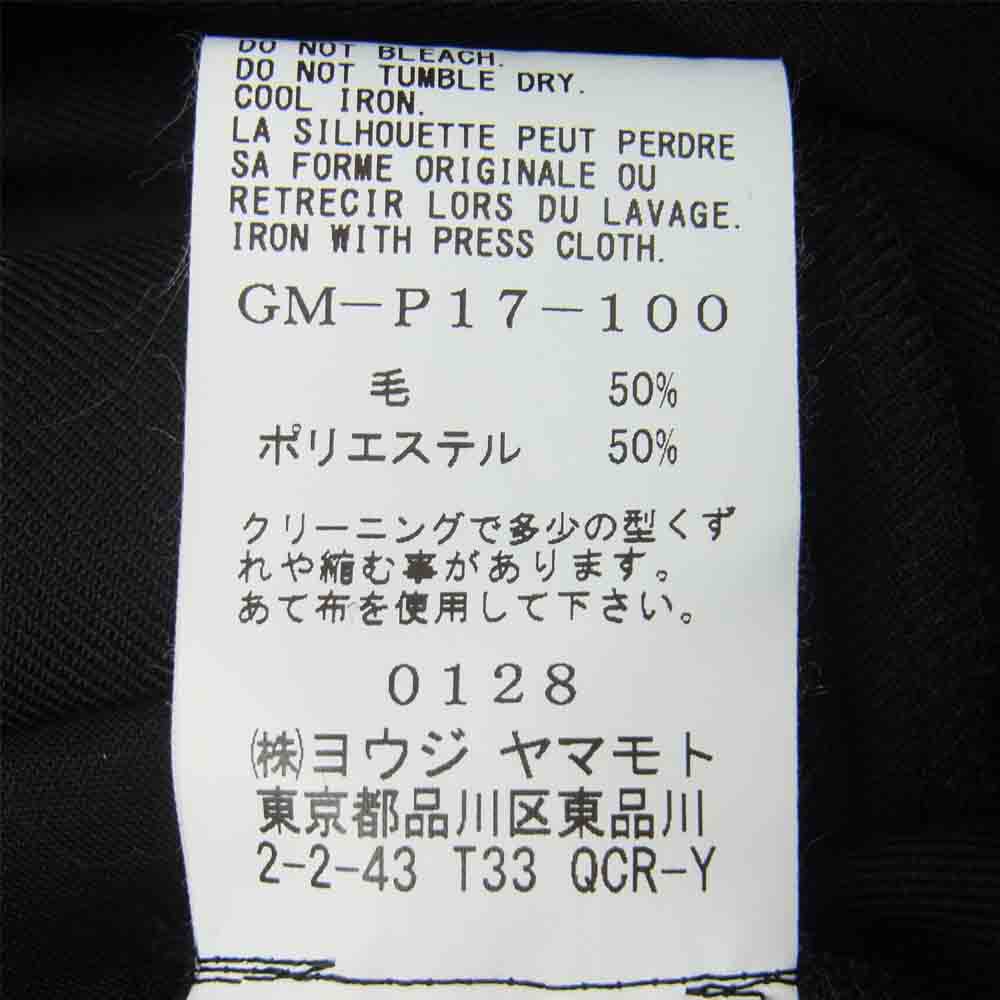 DO NOT BLEACH.
DO NOT TUMBLE DRY.
COOL IRON.
LA SILHOUETTE PEUT PERDRE
SA FORME ORIGINALE OU
RETRECIR LORS DU LAVAGE.
IRON WITH PRESS CLOTH.
GM-P17-100
毛 50%
ポリエステル 50%
クリーニングで多少の型くず
れや縮む事があります。
あて布を使用して下さい。
0128
㈱ヨウジ ヤマモト
東京都品川区東品川
2-2-43 T33 QCR-Y